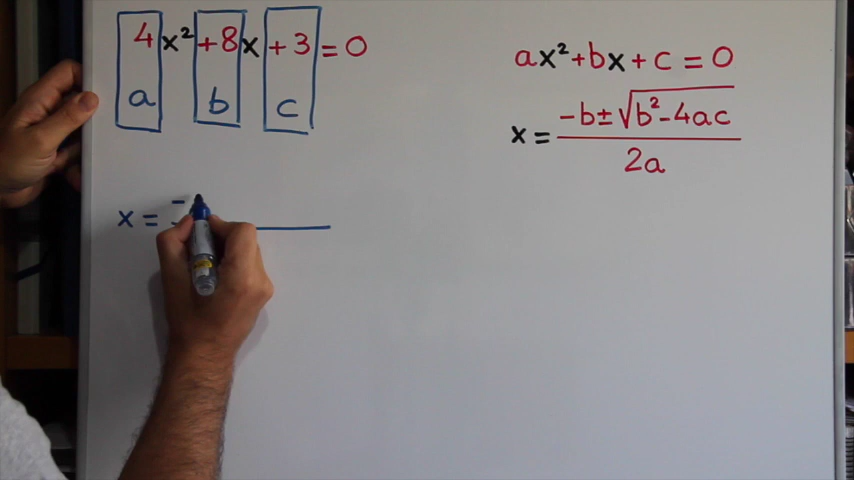 4x² +8x + 3 = 0
a b c
x = -
ax² + bx + c = 0
x = -b ± √b² - 4ac
2a